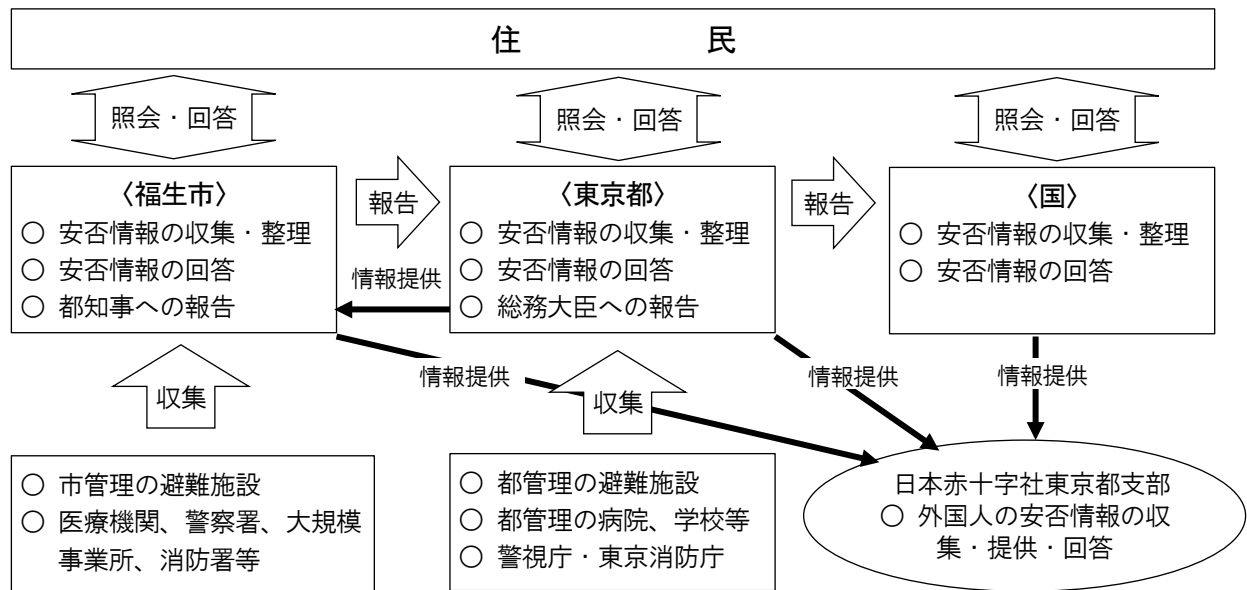 住　　　　民
照会・回答
照会・回答
照会・回答
〈福生市〉
○ 安否情報の収集・整理
○ 安否情報の回答
○ 都知事への報告
報告
情報提供
〈東京都〉
○ 安否情報の収集・整理
○ 安否情報の回答
○ 総務大臣への報告
報告
〈国〉
○ 安否情報の収集・整理
○ 安否情報の回答
収集
情報提供
収集
情報提供
情報提供
○ 市管理の避難施設
○ 医療機関、警察署、大規模
事業所、消防署等
○ 都管理の避難施設
○ 都管理の病院、学校等
○ 警視庁・東京消防庁
日本赤十字社東京都支部
○ 外国人の安否情報の収
集・提供・回答